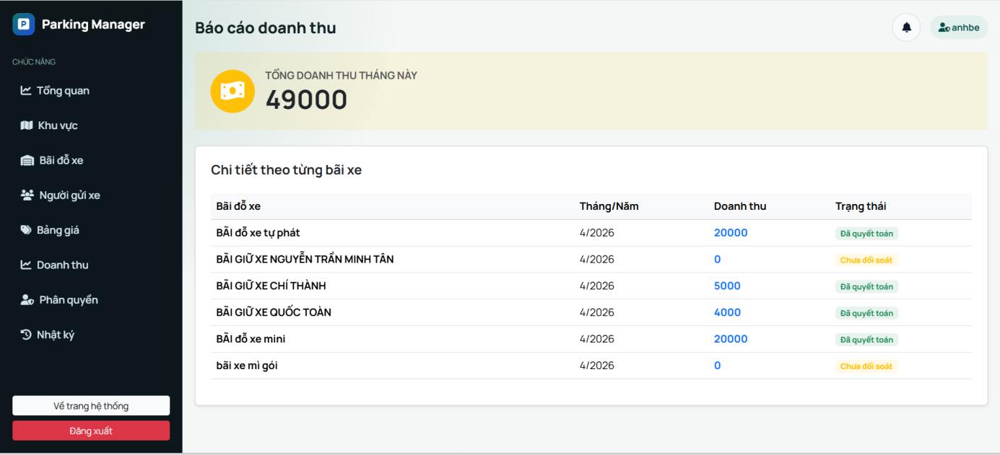 Parking Manager
CHỨC NĂNG
Tổng quan
Khu vực
Bãi đỗ xe
Người gửi xe
Bảng giá
Doanh thu
Phân quyền
Nhật ký
Về trang hệ thống
Đăng xuất
Báo cáo doanh thu
anhbe
TỔNG DOANH THU THÁNG NÀY
49000
Chi tiết theo từng bãi xe
Bãi đỗ xe Tháng/Năm Doanh thu Trạng thái
BÃI đỗ xe tự phát 4/2026 20000 Đã quyết toán
BÃI GIỮ XE NGUYỄN TRẦN MINH TÂN 4/2026 0 Chưa đối soát
BÃI GIỮ XE CHÍ THÀNH 4/2026 5000 Đã quyết toán
BÃI GIỮ XE QUỐC TOÀN 4/2026 4000 Đã quyết toán
BÃI đỗ xe mini 4/2026 20000 Đã quyết toán
bãi xe mì gói 4/2026 0 Chưa đối soát